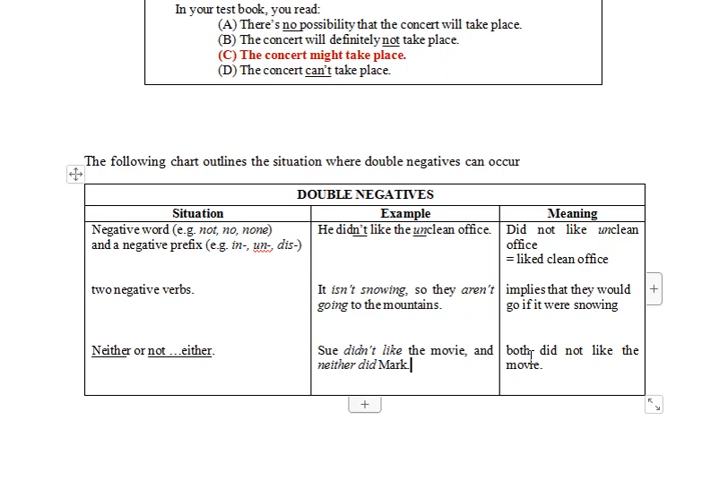 In your test book, you read:
(A) There's no possibility that the concert will take place.
(B) The concert will definitely not take place.
(C) The concert might take place.
(D) The concert can't take place.
The following chart outlines the situation where double negatives can occur
DOUBLE NEGATIVES
Situation
Example
Meaning
Negative word (e.g. not, no, none)
and a negative prefix (e.g. in-, un-, dis-)
He didn't like the unclean office.
Did not like unclean
office
= liked clean office
two negative verbs.
It isn't snowing, so they aren't
going to the mountains.
implies that they would
go if it were snowing
Neither or not …either.
Sue didn't like the movie, and
neither did Mark.
both did not like the
movie.